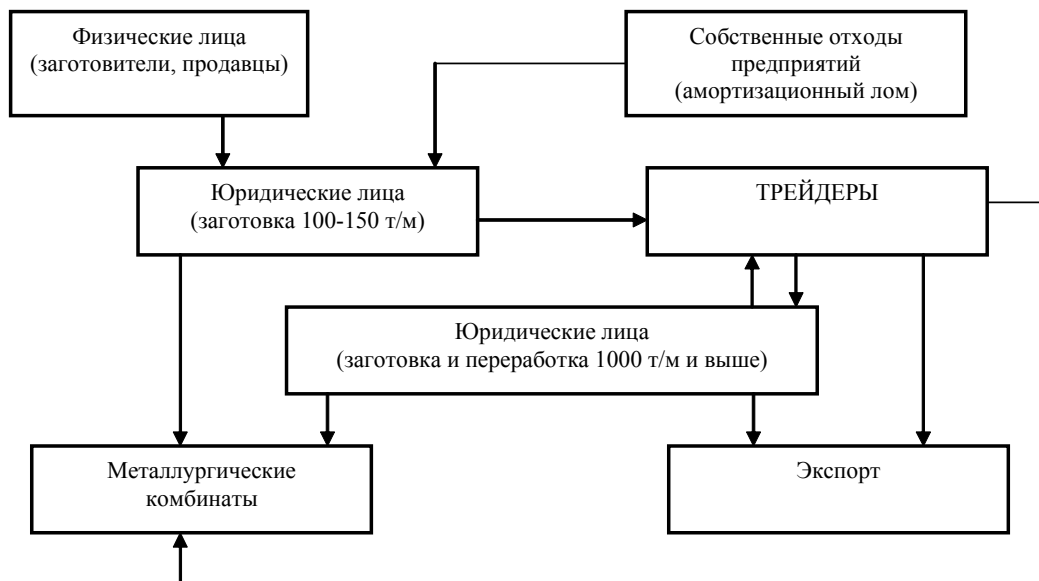 Физические лица
(заготовители, продавцы)
Собственные отходы
предприятий
(амортизационный лом)
Юридические лица
(заготовка 100-150 т/м)
ТРЕЙДЕРЫ
Юридические лица
(заготовка и переработка 1000 т/м и выше)
Металлургические
комбинаты
Экспорт